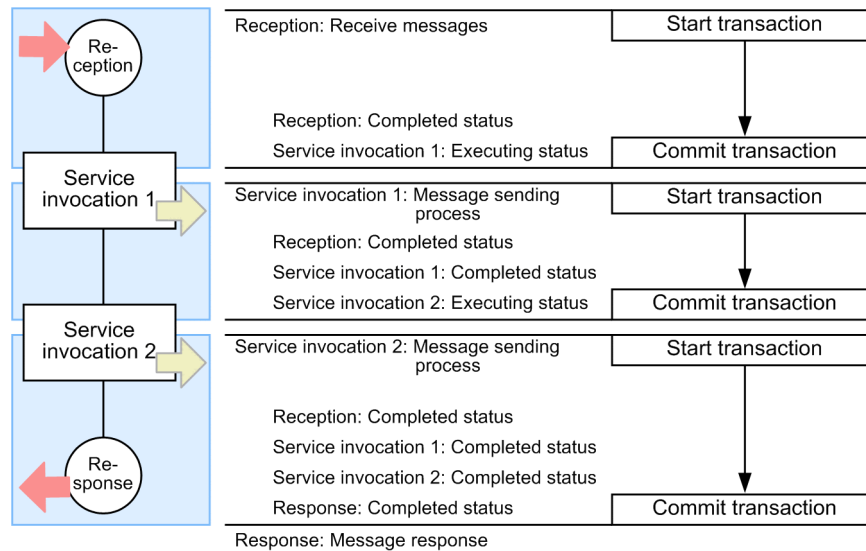 Re-
ception
Reception: Receive messages
Start transaction
Reception: Completed status
Service invocation 1: Executing status
Commit transaction
Service
invocation 1
Service invocation 1: Message sending
process
Start transaction
Reception: Completed status
Service invocation 1: Completed status
Service invocation 2: Executing status
Commit transaction
Service
invocation 2
Service invocation 2: Message sending
process
Start transaction
Reception: Completed status
Service invocation 1: Completed status
Service invocation 2: Completed status
Response: Completed status
Commit transaction
Re-
sponse
Response: Message response